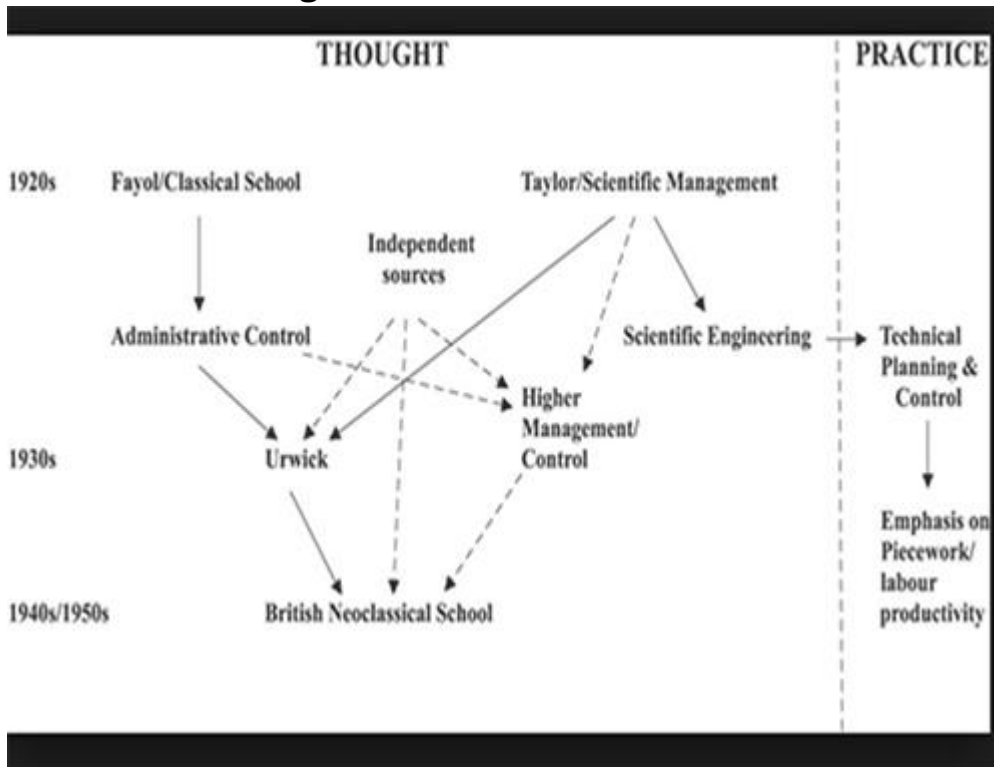 THOUGHT
PRACTICE
1920s
Fayol/Classical School
Taylor/Scientific Management
Independent
sources
Administrative Control
Scientific Engineering
Technical
Planning &
Control
Higher
Management/
Control
1930s
Urwick
Emphasis on
Piecework/
labour
productivity
1940s/1950s
British Neoclassical School